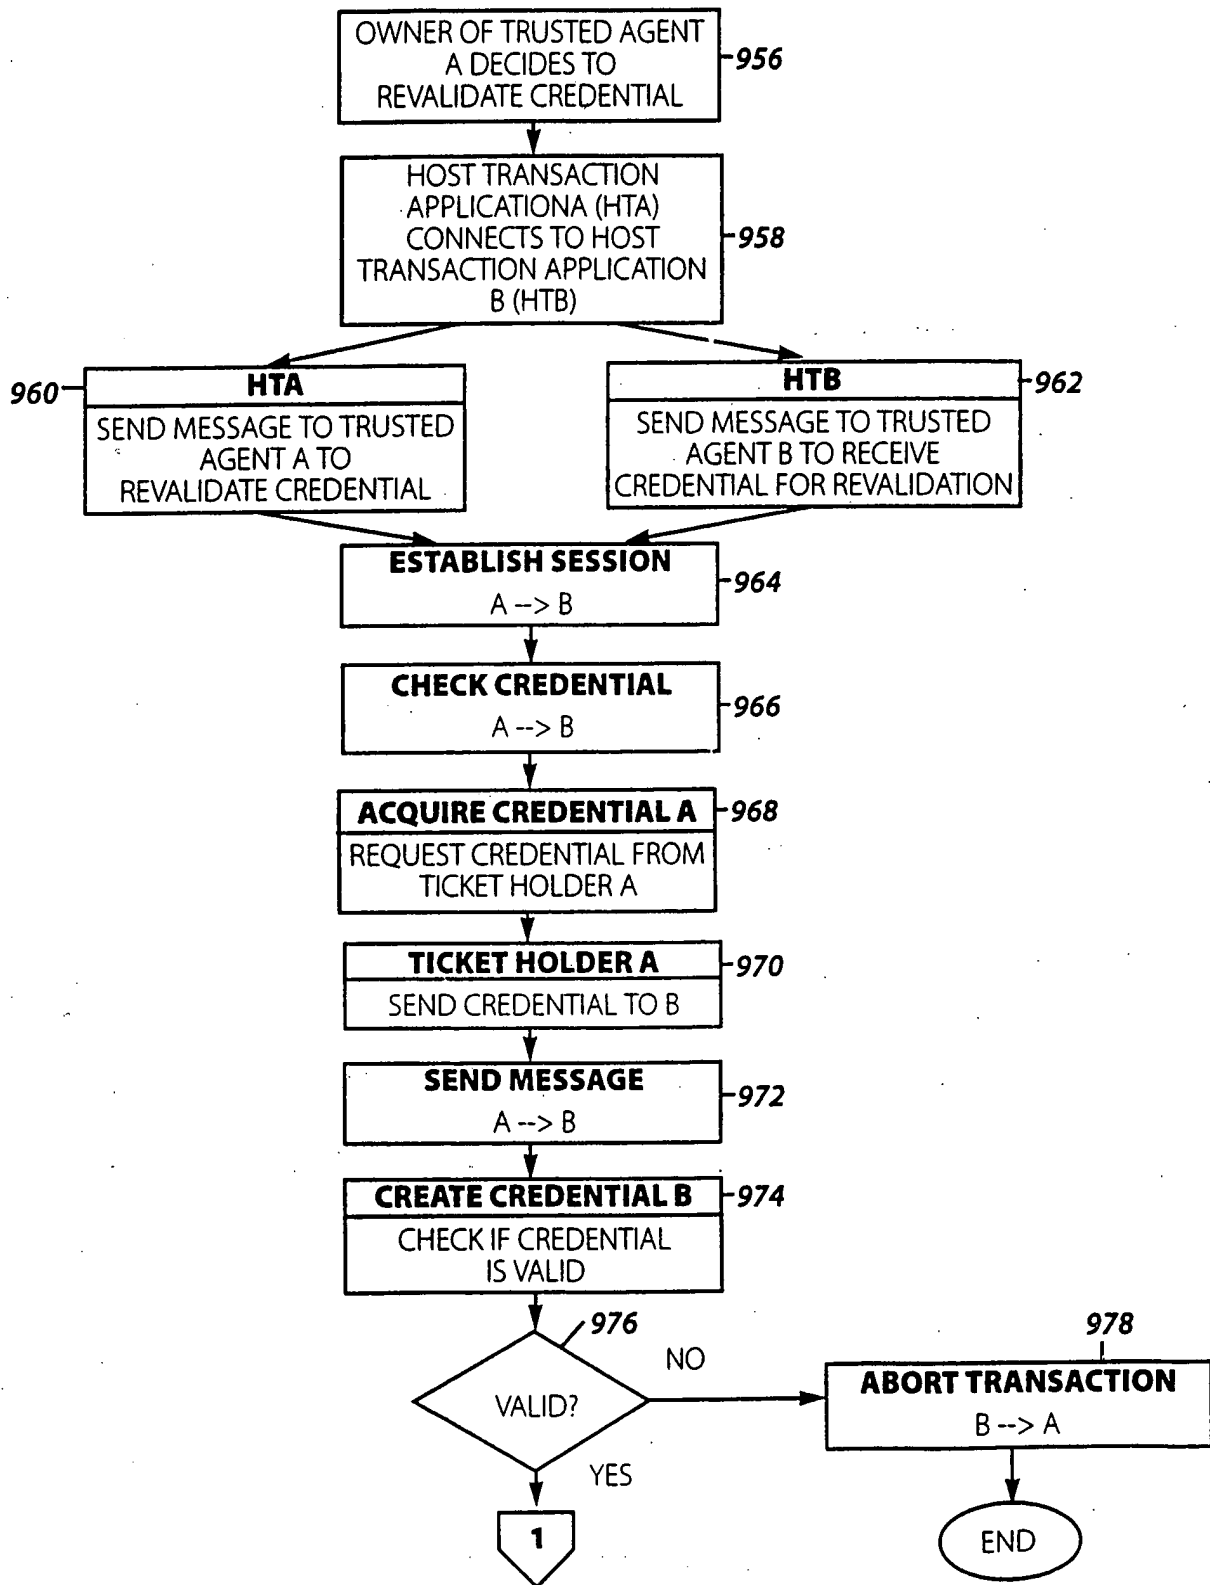 OWNER OF TRUSTED AGENT
A DECIDES TO
REVALIDATE CREDENTIAL
956
HOST TRANSACTION
APPLICATIONA (HTA)
CONNECTS TO HOST
TRANSACTION APPLICATION
B (HTB)
958
960
HTA
SEND MESSAGE TO TRUSTED
AGENT A TO
REVALIDATE CREDENTIAL
HTB
962
SEND MESSAGE TO TRUSTED
AGENT B TO RECEIVE
CREDENTIAL FOR REVALIDATION
ESTABLISH SESSION
A --> B
964
CHECK CREDENTIAL
A --> B
966
ACQUIRE CREDENTIAL A
968
REQUEST CREDENTIAL FROM
TICKET HOLDER A
TICKET HOLDER A
970
SEND CREDENTIAL TO B
SEND MESSAGE
A --> B
972
CREATE CREDENTIAL B
974
CHECK IF CREDENTIAL
IS VALID
976
VALID?
NO
978
ABORT TRANSACTION
B --> A
YES
1
END